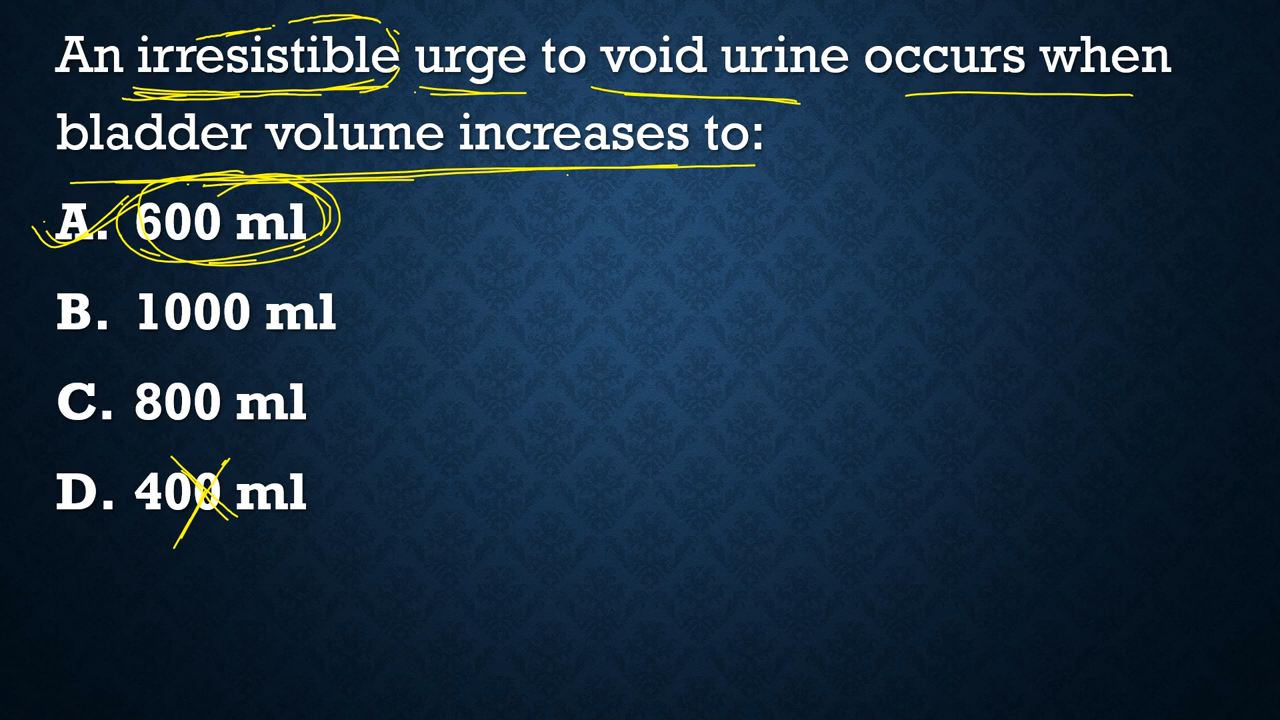 An irresistible urge to void urine occurs when
bladder volume increases to:
A. 600 ml
B. 1000 ml
C. 800 ml
D. 400 ml